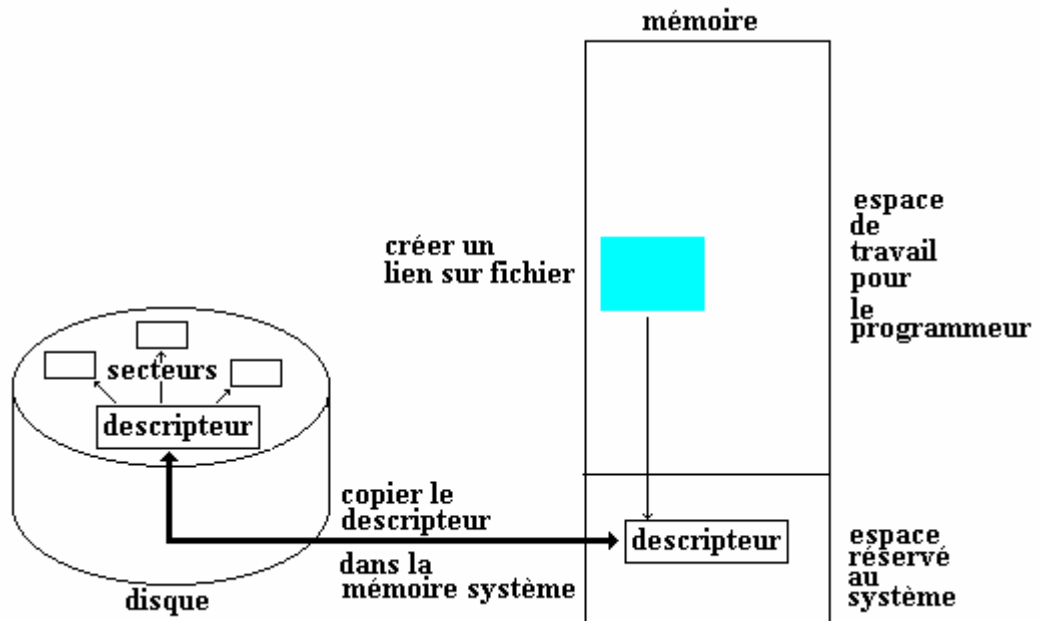 mémoire
espace
de
travail
pour
le
programmeur
créer un
lien sur fichier
secteurs
descripteur
copier le
descripteur
dans la
mémoire système
disque
descripteur
espace
réservé
au
système